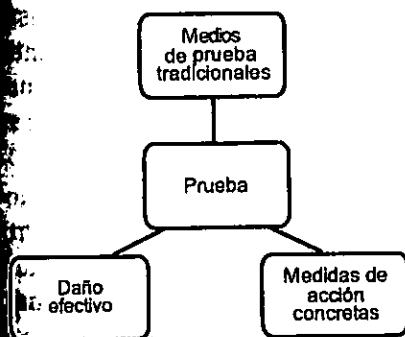 Medios
de prueba
tradicionales
Prueba
Daño
efectivo
Medidas de
acción
concretas